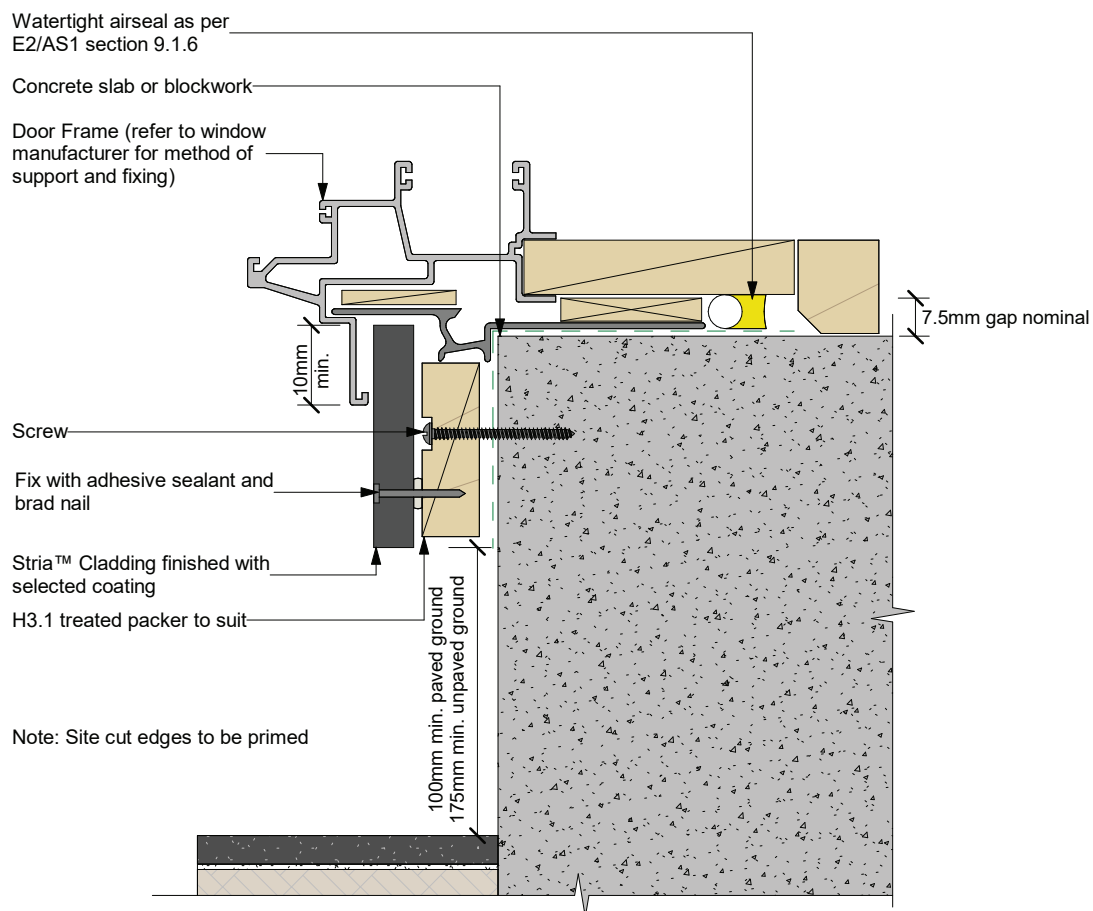 Watertight airseal as per
E2/AS1 section 9.1.6
Concrete slab or blockwork
Door Frame (refer to window
manufacturer for method of
support and fixing)
7.5mm gap nominal
10mm
min.
Screw
Fix with adhesive sealant and
brad nail
Stria™ Cladding finished with
selected coating
H3.1 treated packer to suit
100mm min. paved ground
175mm min. unpaved ground
Note: Site cut edges to be primed